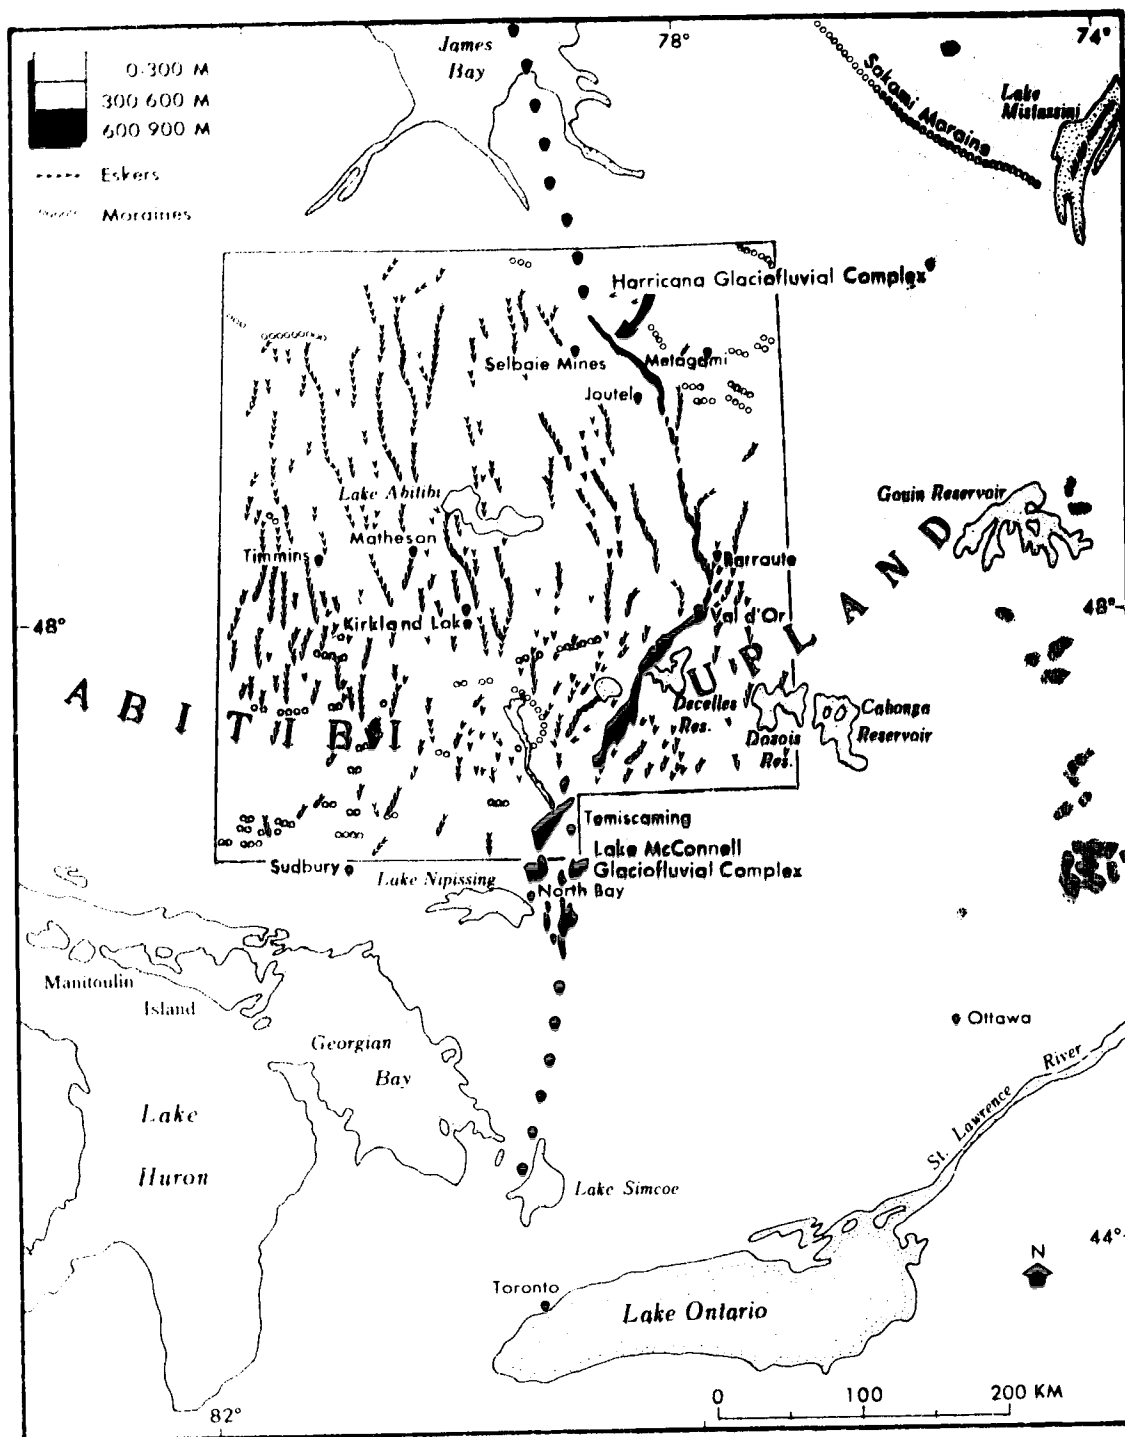 James
Bay
78°
74°
0-300 M
300 600 M
600 900 M
Eskers
Moraines
Sakami Moraine
Lake
Mistassini
Harricana Glaciofluvial Complex
Selbaie Mines
Matagami
Joutel
Lake Abitibi
Matheson
Timmins
Gouin Reservoir
Barraute
Kirkland Lake
Val d'Or
48°
48°
ABITIBI UPLAND
Decelles
Res.
Dozois
Res.
Cabonga
Reservoir
Temiscaming
Lake McConnell
Glaciofluvial Complex
Sudbury
Lake Nipissing
North Bay
Manitoulin
Island
Georgian
Bay
Ottawa
Lake
Huron
St. Lawrence River
Lake Simcoe
44°
N
Toronto
Lake Ontario
0 100 200 KM
82°